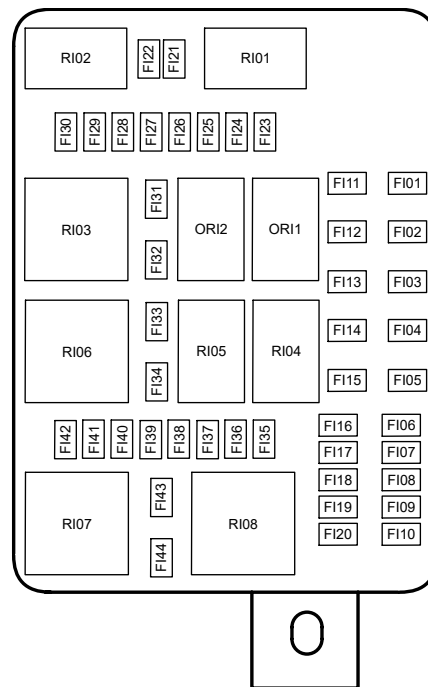 RI02 FI22 FI21 RI01
FI30 FI29 FI28 FI27 FI26 FI25 FI24 FI23
RI03 FI31 FI32 ORI2 ORI1
FI11 FI01
FI12 FI02
FI13 FI03
RI06 FI33 FI34 RI05 RI04
FI14 FI04
FI15 FI05
FI42 FI41 FI40 FI39 FI38 FI37 FI36 FI35
FI16 FI06
FI17 FI07
FI18 FI08
FI19 FI09
FI20 FI10
RI07 FI43 FI44 RI08